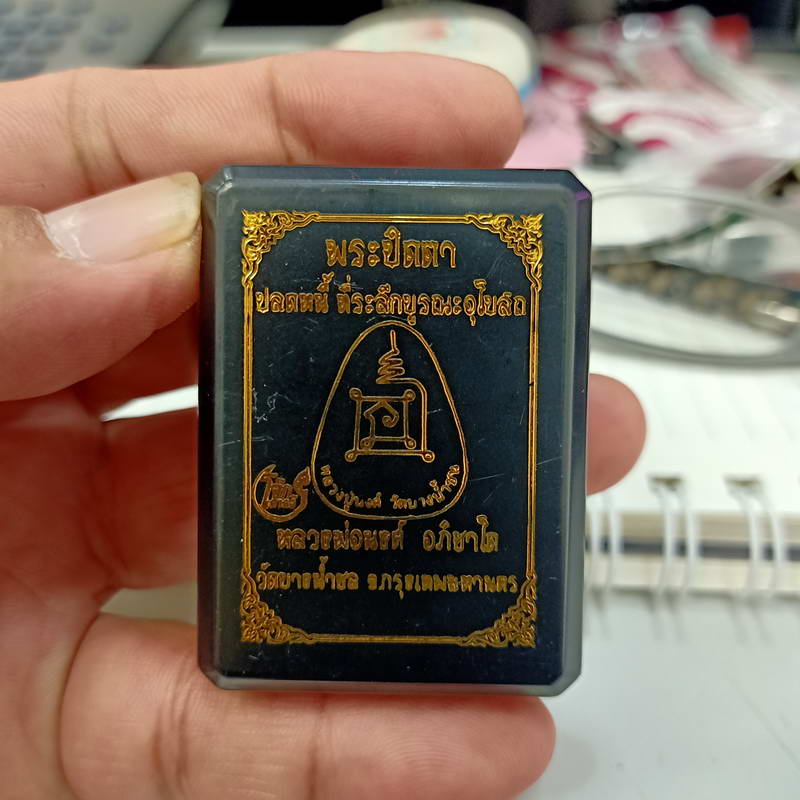 พระปิดตา
ปลดหนี้ ที่ระลึกบูรณะอุโบสถ
หลวงปู่นงค์ วัดบางน้ำชน
หลวงพ่อนงค์ อภิชาโต
วัดบางน้ำชล จ.กรุงเทพมหานคร